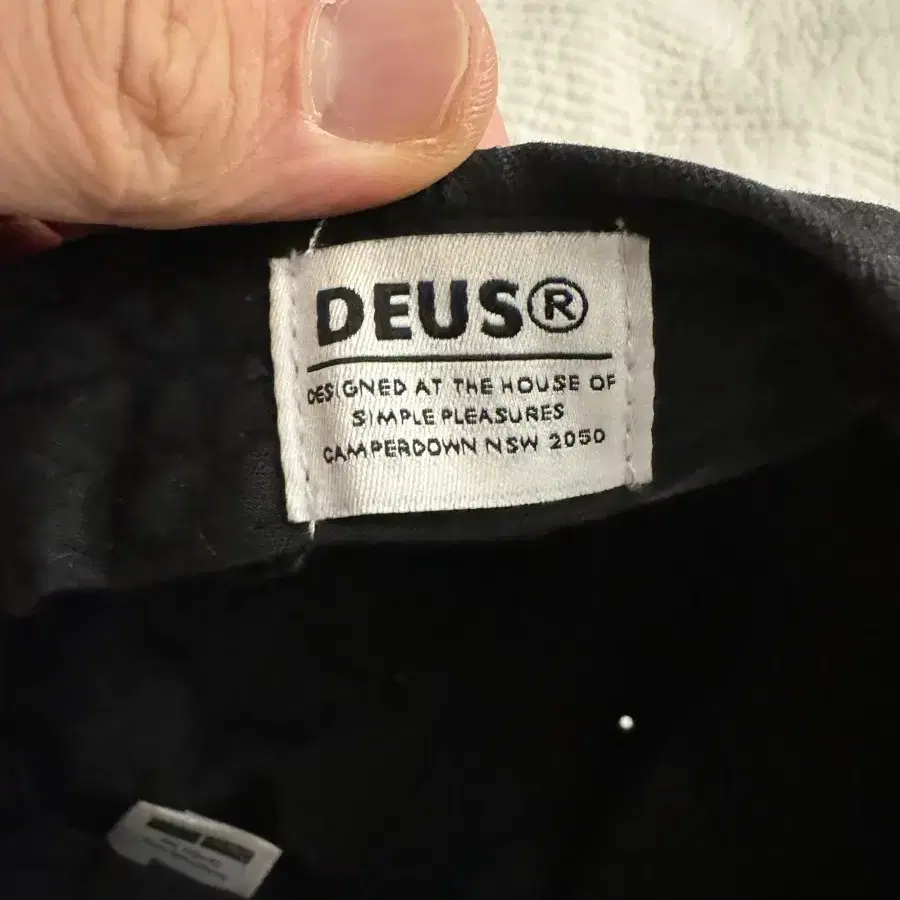 DEUS®
DESIGNED AT THE HOUSE OF
SIMPLE PLEASURES
CAMPERDOWN NSW 2050